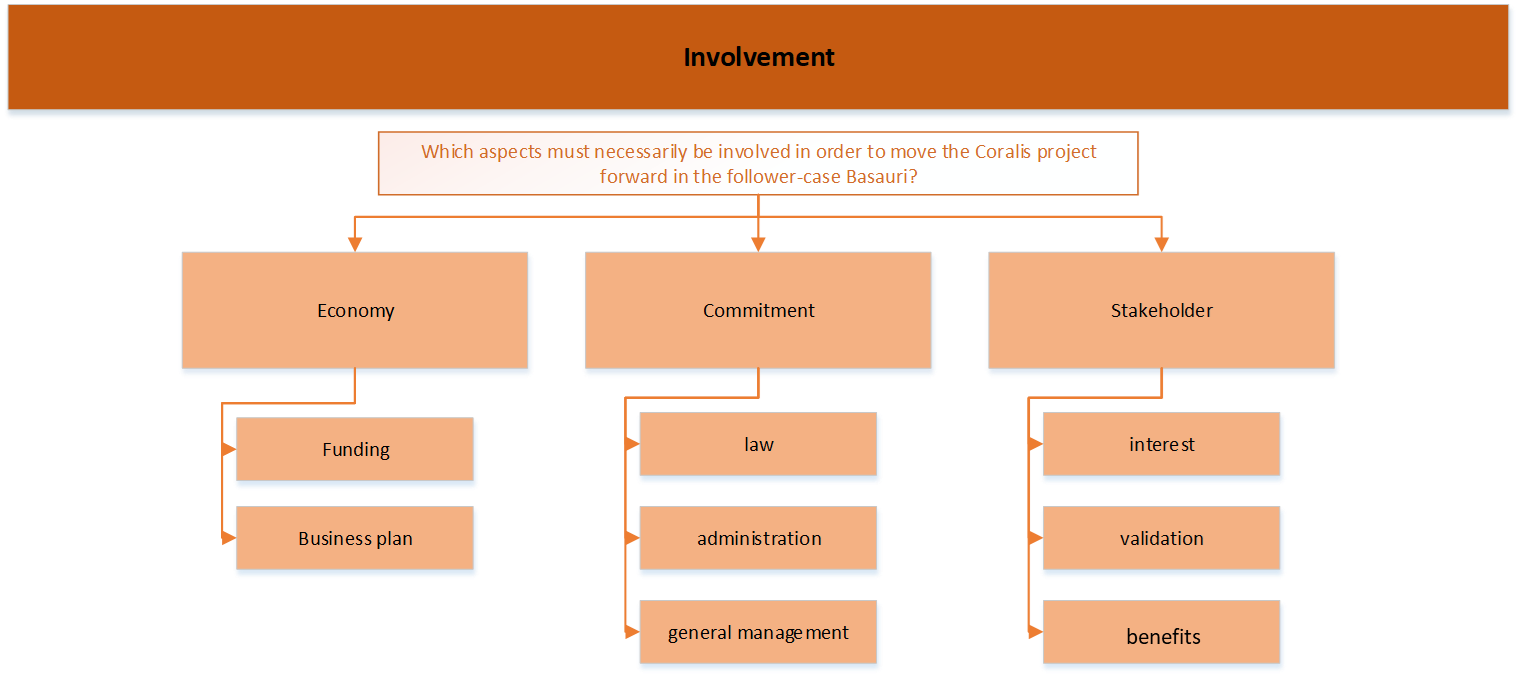 Involvement
Which aspects must necessarily be involved in order to move the Coralis project
forward in the follower-case Basauri?
Economy
Commitment
Stakeholder
Funding
Business plan
law
administration
general management
interest
validation
benefits